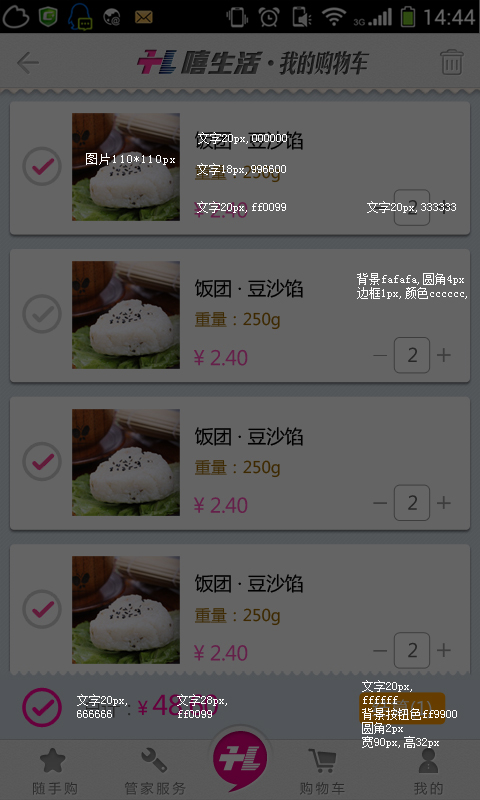 3G 14:44
嘻生活·我的购物车
图片110*110px
文字20px,000000
文字18px,996600
文字20px,ff0099
文字20px,333333
2 +
饭团·豆沙馅
重量：250g
¥ 2.40
背景fafafa,圆角4px
边框1px,颜色cccccc,
— 2 +
饭团·豆沙馅
重量：250g
¥ 2.40
— 2 +
饭团·豆沙馅
重量：250g
¥ 2.40
— 2 +
文字20px,
666666
文字28px,
ff0099
文字20px,
ffffff
背景按钮色ff9900
圆角2px
宽90px,高32px
随手购
管家服务
购物车
我的